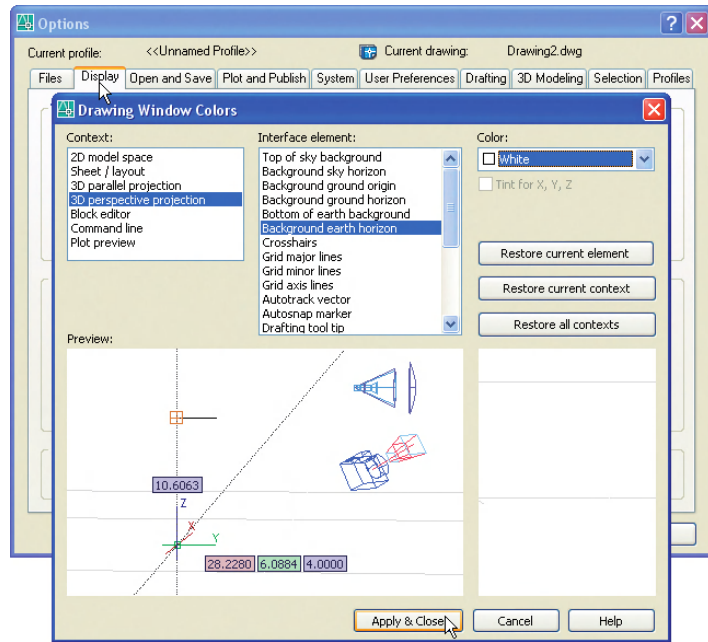 Options
Current profile: <<Unnamed Profile>> Current drawing: Drawing2.dwg
Files Display Open and Save Plot and Publish System User Preferences Drafting 3D Modeling Selection Profiles
Drawing Window Colors
Context:
2D model space
Sheet / layout
3D parallel projection
3D perspective projection
Block editor
Command line
Plot preview
Interface element:
Top of sky background
Background sky horizon
Background ground origin
Background ground horizon
Bottom of earth background
Background earth horizon
Crosshairs
Grid major lines
Grid minor lines
Grid axis lines
Autotrack vector
Autosnap marker
Drafting tool tip
Color:
White
Tint for X, Y, Z
Restore current element
Restore current context
Restore all contexts
Preview:
10.6063
Z
X
Y
28.2280 6.0884 4.0000
Apply & Close Cancel Help